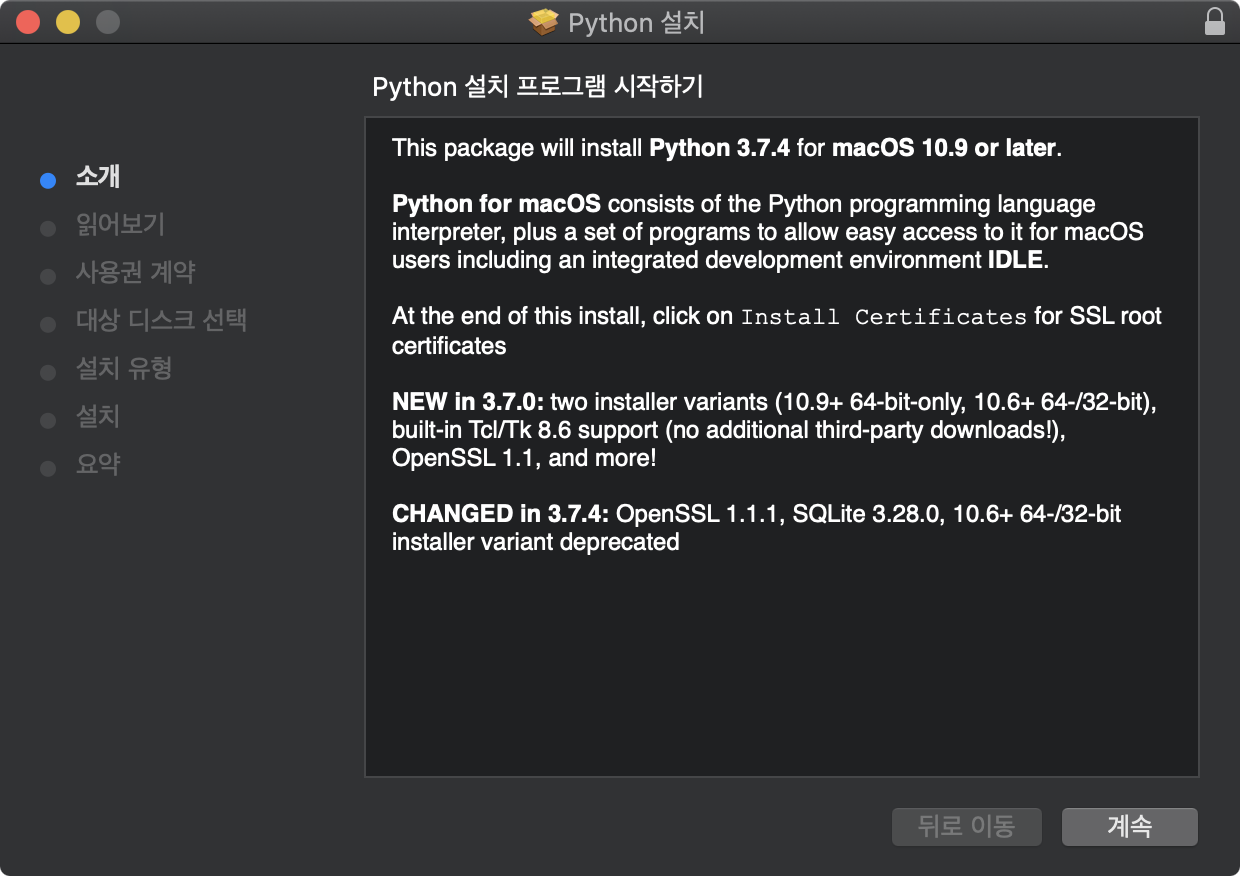 Python 설치
Python 설치 프로그램 시작하기
소개
읽어보기
사용권 계약
대상 디스크 선택
설치 유형
설치
요약
This package will install Python 3.7.4 for macOS 10.9 or later.
Python for macOS consists of the Python programming language
interpreter, plus a set of programs to allow easy access to it for macOS
users including an integrated development environment IDLE.
At the end of this install, click on Install Certificates for SSL root
certificates
NEW in 3.7.0: two installer variants (10.9+ 64-bit-only, 10.6+ 64-/32-bit),
built-in Tcl/Tk 8.6 support (no additional third-party downloads!),
OpenSSL 1.1, and more!
CHANGED in 3.7.4: OpenSSL 1.1.1, SQLite 3.28.0, 10.6+ 64-/32-bit
installer variant deprecated
뒤로 이동
계속